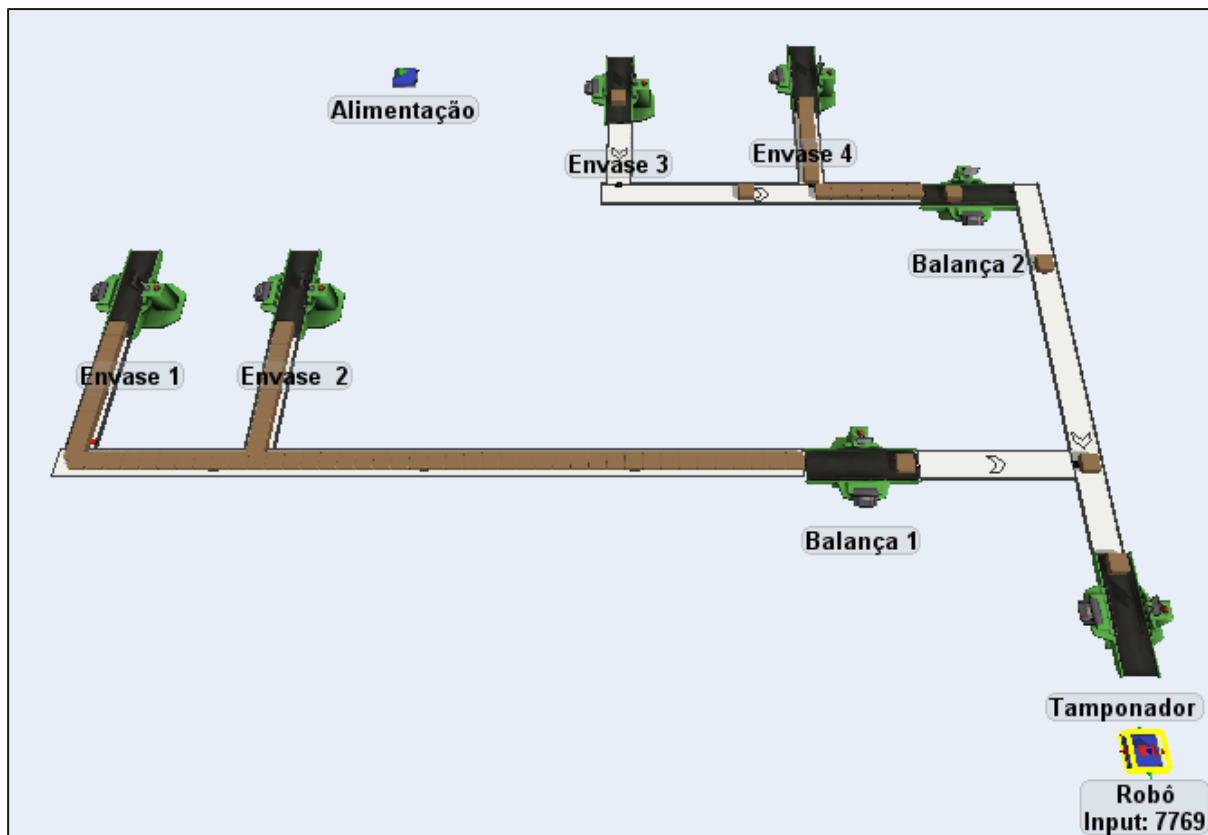 Alimentação
Envase 3
Envase 4
Balança 2
Envase 1
Envase  2
Balança 1
Tamponador
Robô
Input: 7769